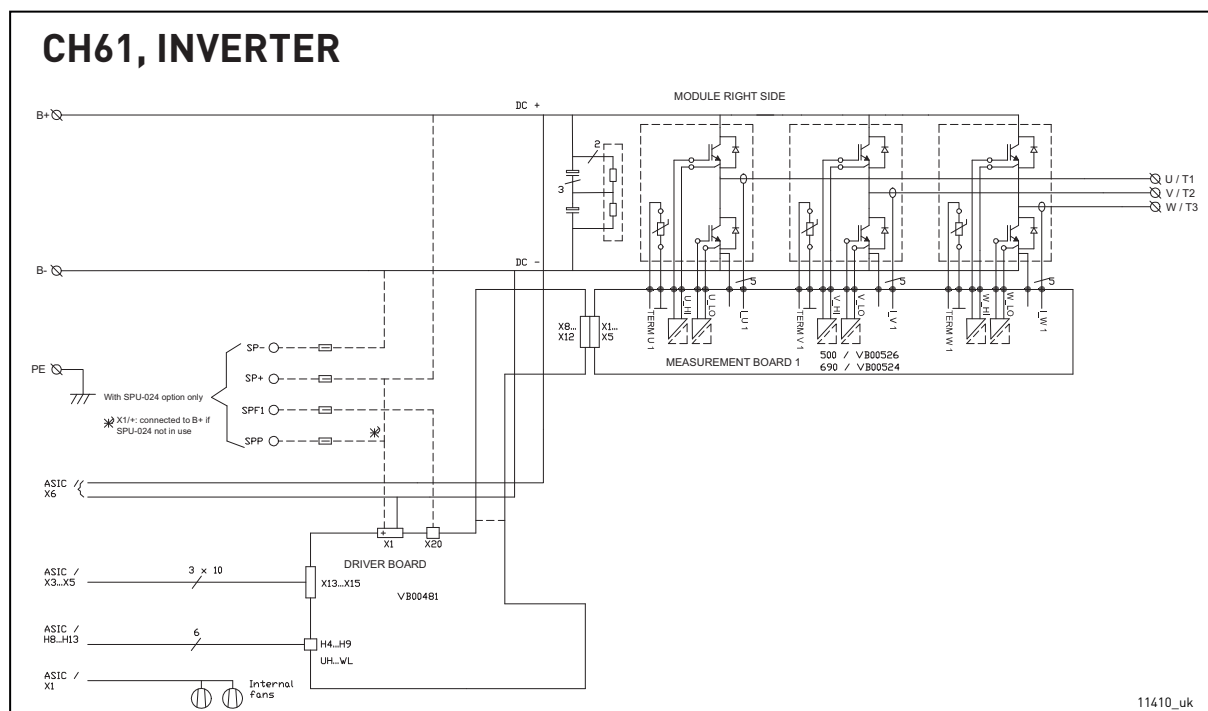 CH61, INVERTER
MODULE RIGHT SIDE
B+
DC +
2
3
U / T1
V / T2
W / T3
B-
DC -
5
5
5
TERM U 1
U_HI
U_LO
I_U 1
TERM V 1
V_HI
V_LO
I_V 1
TERM W 1
W_HI
W_LO
I_W 1
X8...
X12
X1...
X5
MEASUREMENT BOARD 1
500 / VB00526
690 / VB00524
SP-
PE
SP+
With SPU-024 option only
SPF1
X1/+: connected to B+ if
SPU-024 not in use
SPP
ASIC /
X6
+
X1
X20
DRIVER BOARD
VB00481
ASIC /
X3...X5
3 x 10
X13...X15
ASIC /
H8...H13
6
H4...H9
UH...WL
ASIC /
X1
Internal
fans
11410_uk